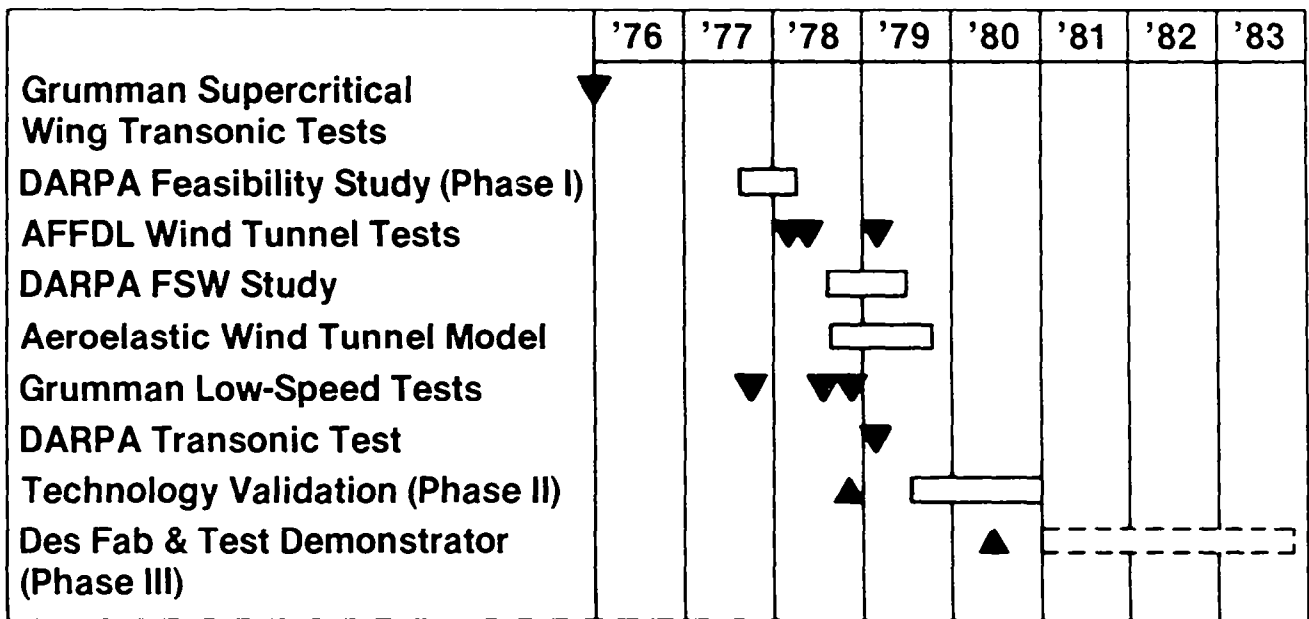 '76 '77 '78 '79 '80 '81 '82 '83
Grumman Supercritical
Wing Transonic Tests
DARPA Feasibility Study (Phase I)
AFFDL Wind Tunnel Tests
DARPA FSW Study
Aeroelastic Wind Tunnel Model
Grumman Low-Speed Tests
DARPA Transonic Test
Technology Validation (Phase II)
Des Fab & Test Demonstrator
(Phase III)